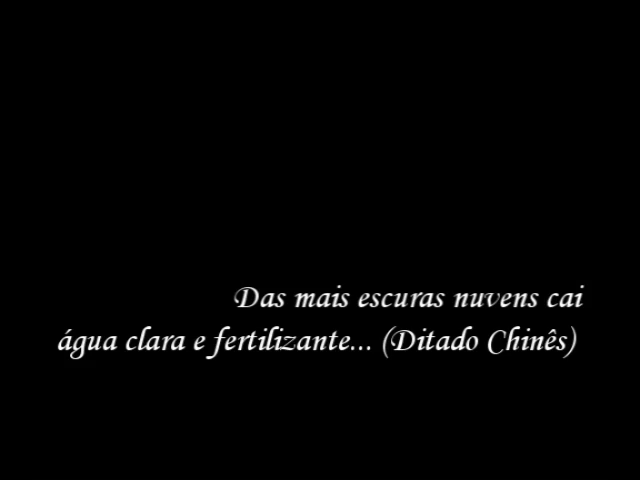 Das mais escuras nuvens cai
água clara e fertilizante... (Ditado Chinês)